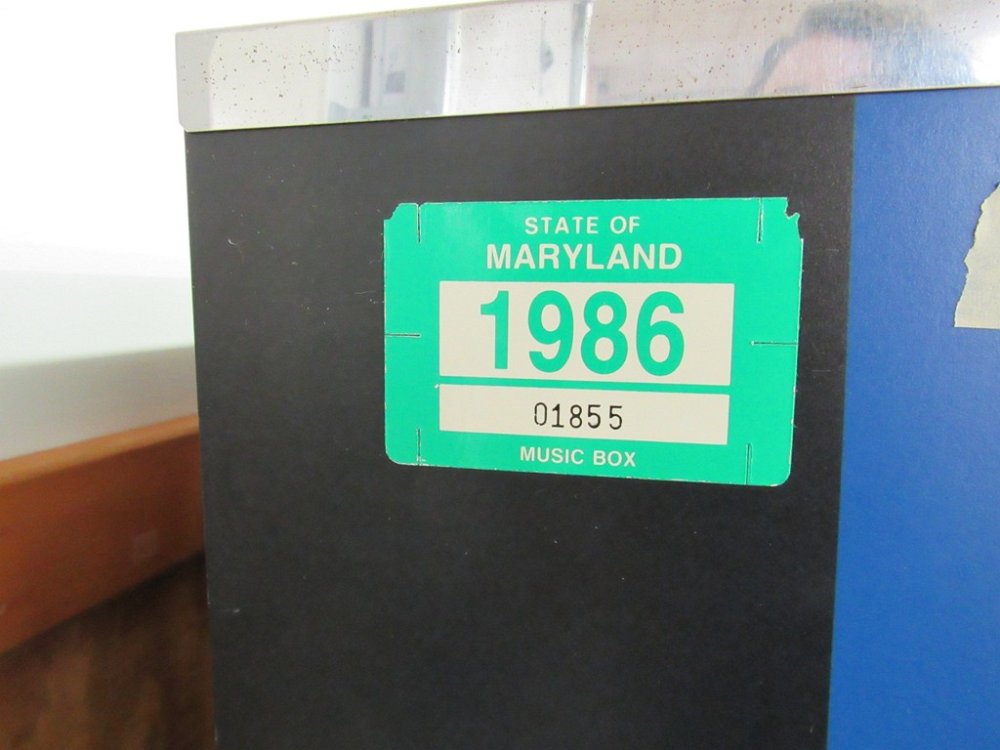 STATE OF
MARYLAND
1986
01855
MUSIC BOX